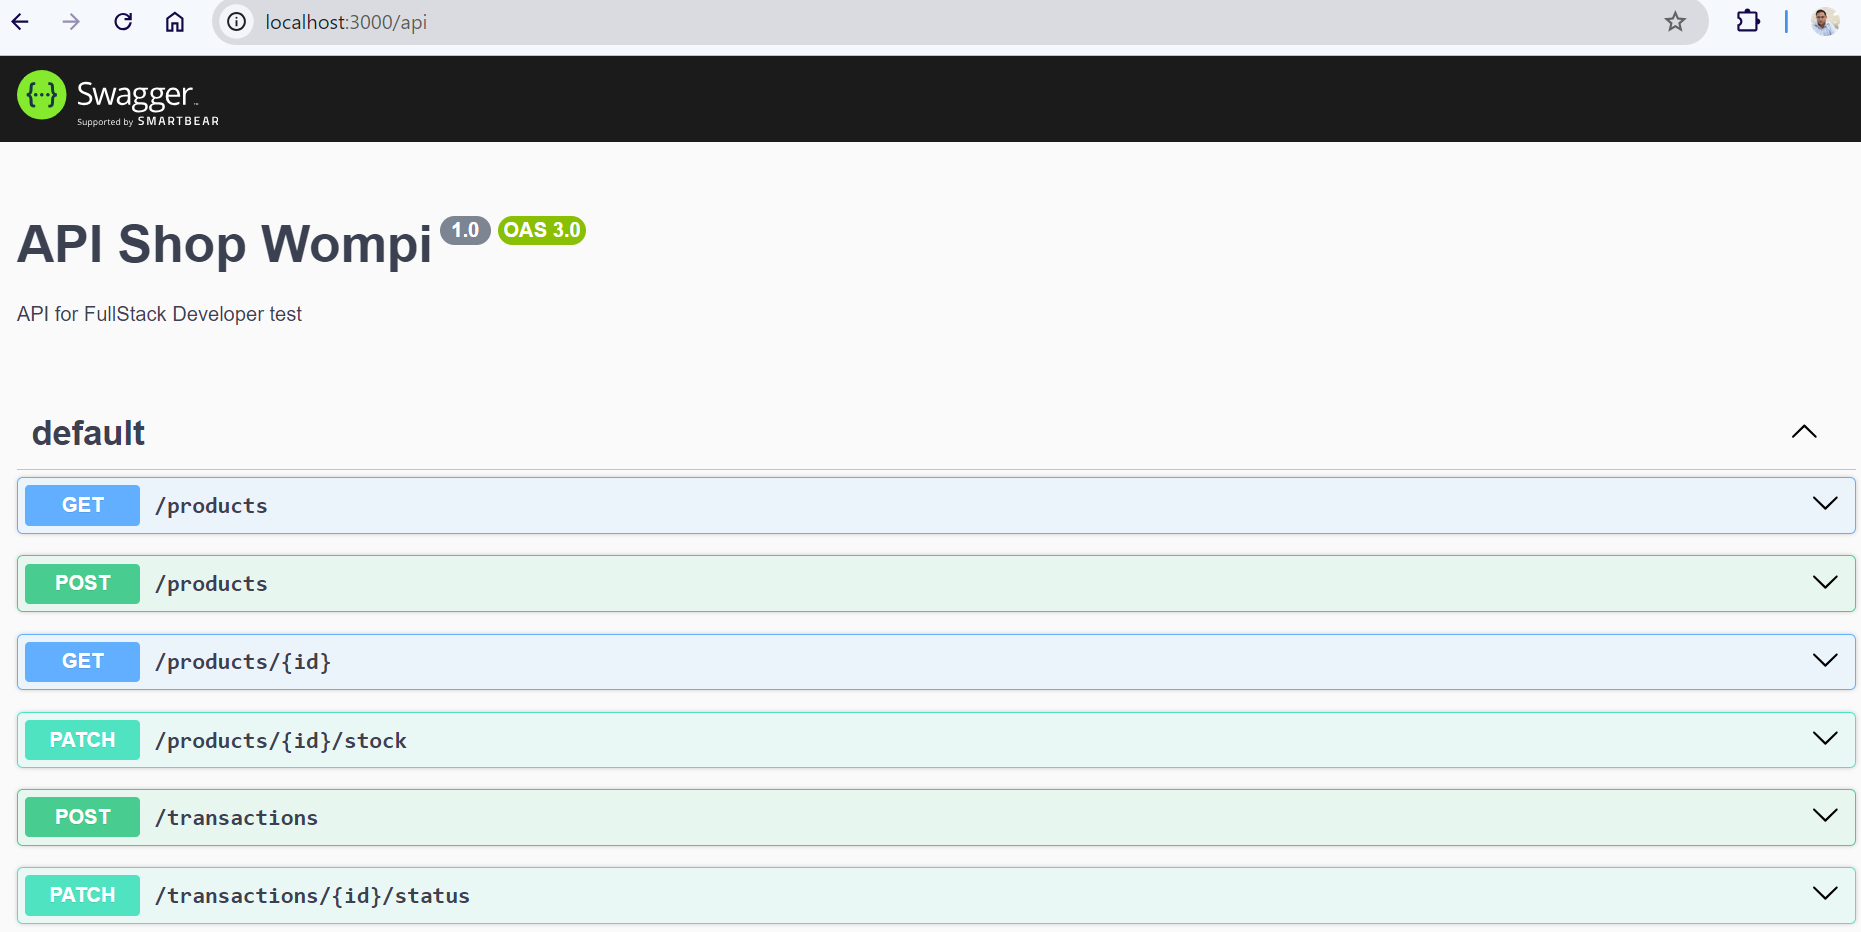 localhost:3000/api
{···} Swagger™
Supported by SMARTBEAR
API Shop Wompi 1.0 OAS 3.0
API for FullStack Developer test
default
GET /products
POST /products
GET /products/{id}
PATCH /products/{id}/stock
POST /transactions
PATCH /transactions/{id}/status